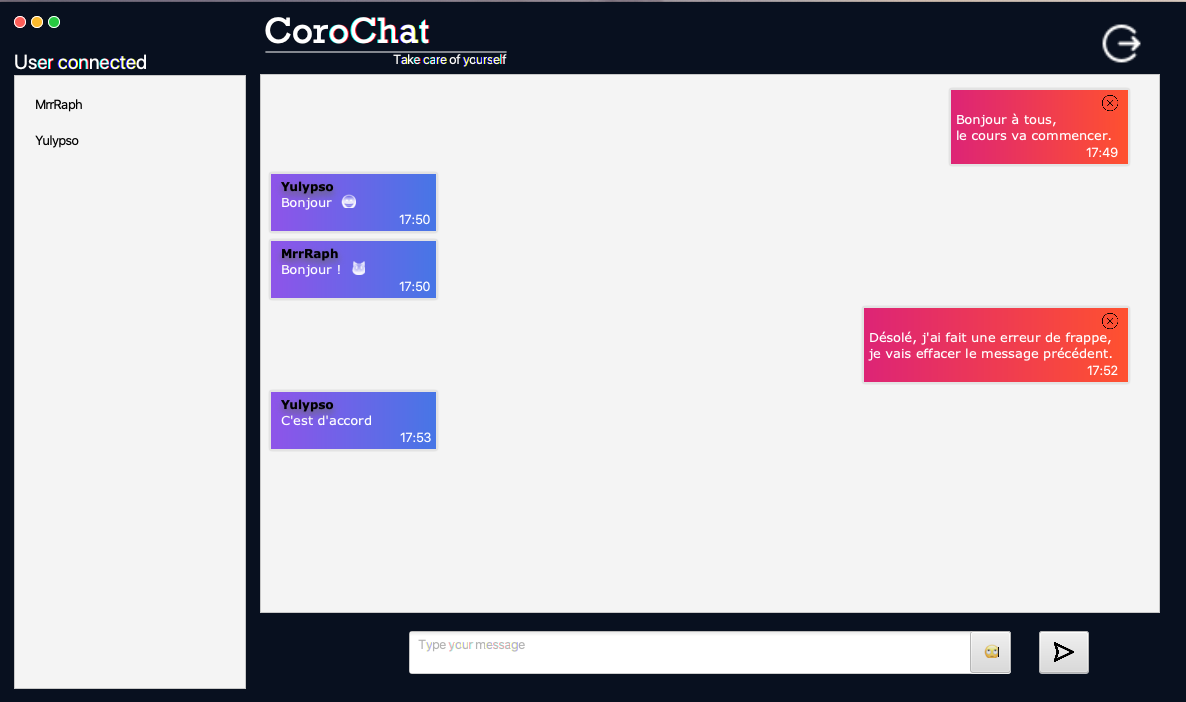 CoroChat
Take care of yourself
User connected
MrrRaph
Yulypso
Bonjour à tous,
le cours va commencer.
17:49
Yulypso
Bonjour
17:50
MrrRaph
Bonjour !
17:50
Désolé, j'ai fait une erreur de frappe,
je vais effacer le message précédent.
17:52
Yulypso
C'est d'accord
17:53
Type your message